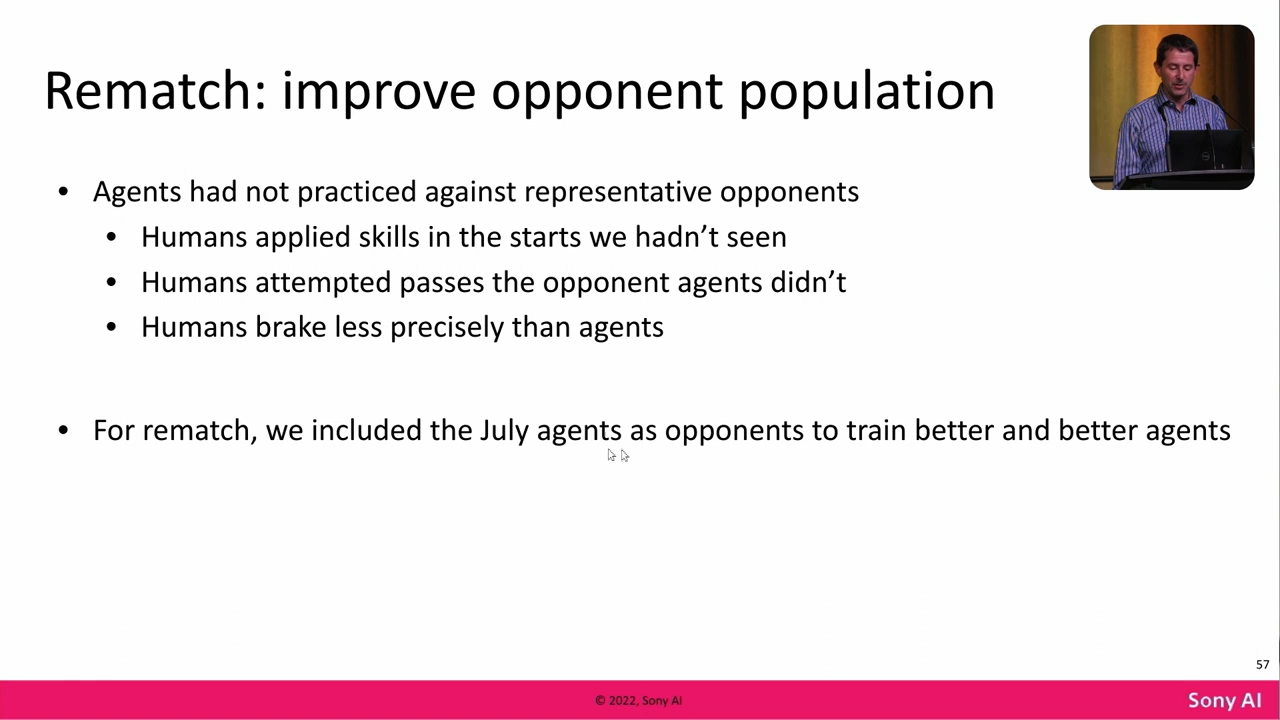 Rematch: improve opponent population
• Agents had not practiced against representative opponents
• Humans applied skills in the starts we hadn’t seen
• Humans attempted passes the opponent agents didn’t
• Humans brake less precisely than agents
• For rematch, we included the July agents as opponents to train better and better agents
57
© 2022, Sony AI
Sony AI